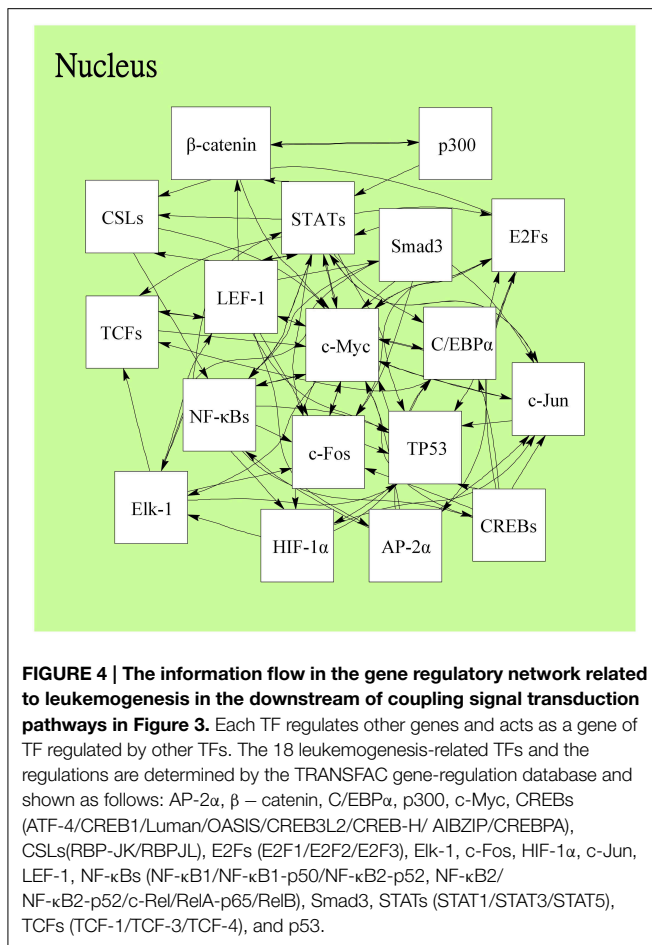 Nucleus
β-catenin
p300
CSLs
STATs
Smad3
E2Fs
LEF-1
TCFs
c-Myc
C/EBPα
c-Jun
NF-κBs
c-Fos
TP53
Elk-1
HIF-1α
AP-2α
CREBs
FIGURE 4 | The information flow in the gene regulatory network related
to leukemogenesis in the downstream of coupling signal transduction
pathways in Figure 3. Each TF regulates other genes and acts as a gene of
TF regulated by other TFs. The 18 leukemogenesis-related TFs and the
regulations are determined by the TRANSFAC gene-regulation database and
shown as follows: AP-2α, β – catenin, C/EBPα, p300, c-Myc, CREBs
(ATF-4/CREB1/Luman/OASIS/CREB3L2/CREB-H/ AIBZIP/CREBPA),
CSLs(RBP-JK/RBPJL), E2Fs (E2F1/E2F2/E2F3), Elk-1, c-Fos, HIF-1α, c-Jun,
LEF-1, NF-κBs (NF-κB1/NF-κB1-p50/NF-κB2-p52, NF-κB2/
NF-κB2-p52/c-Rel/RelA-p65/RelB), Smad3, STATs (STAT1/STAT3/STAT5),
TCFs (TCF-1/TCF-3/TCF-4), and p53.